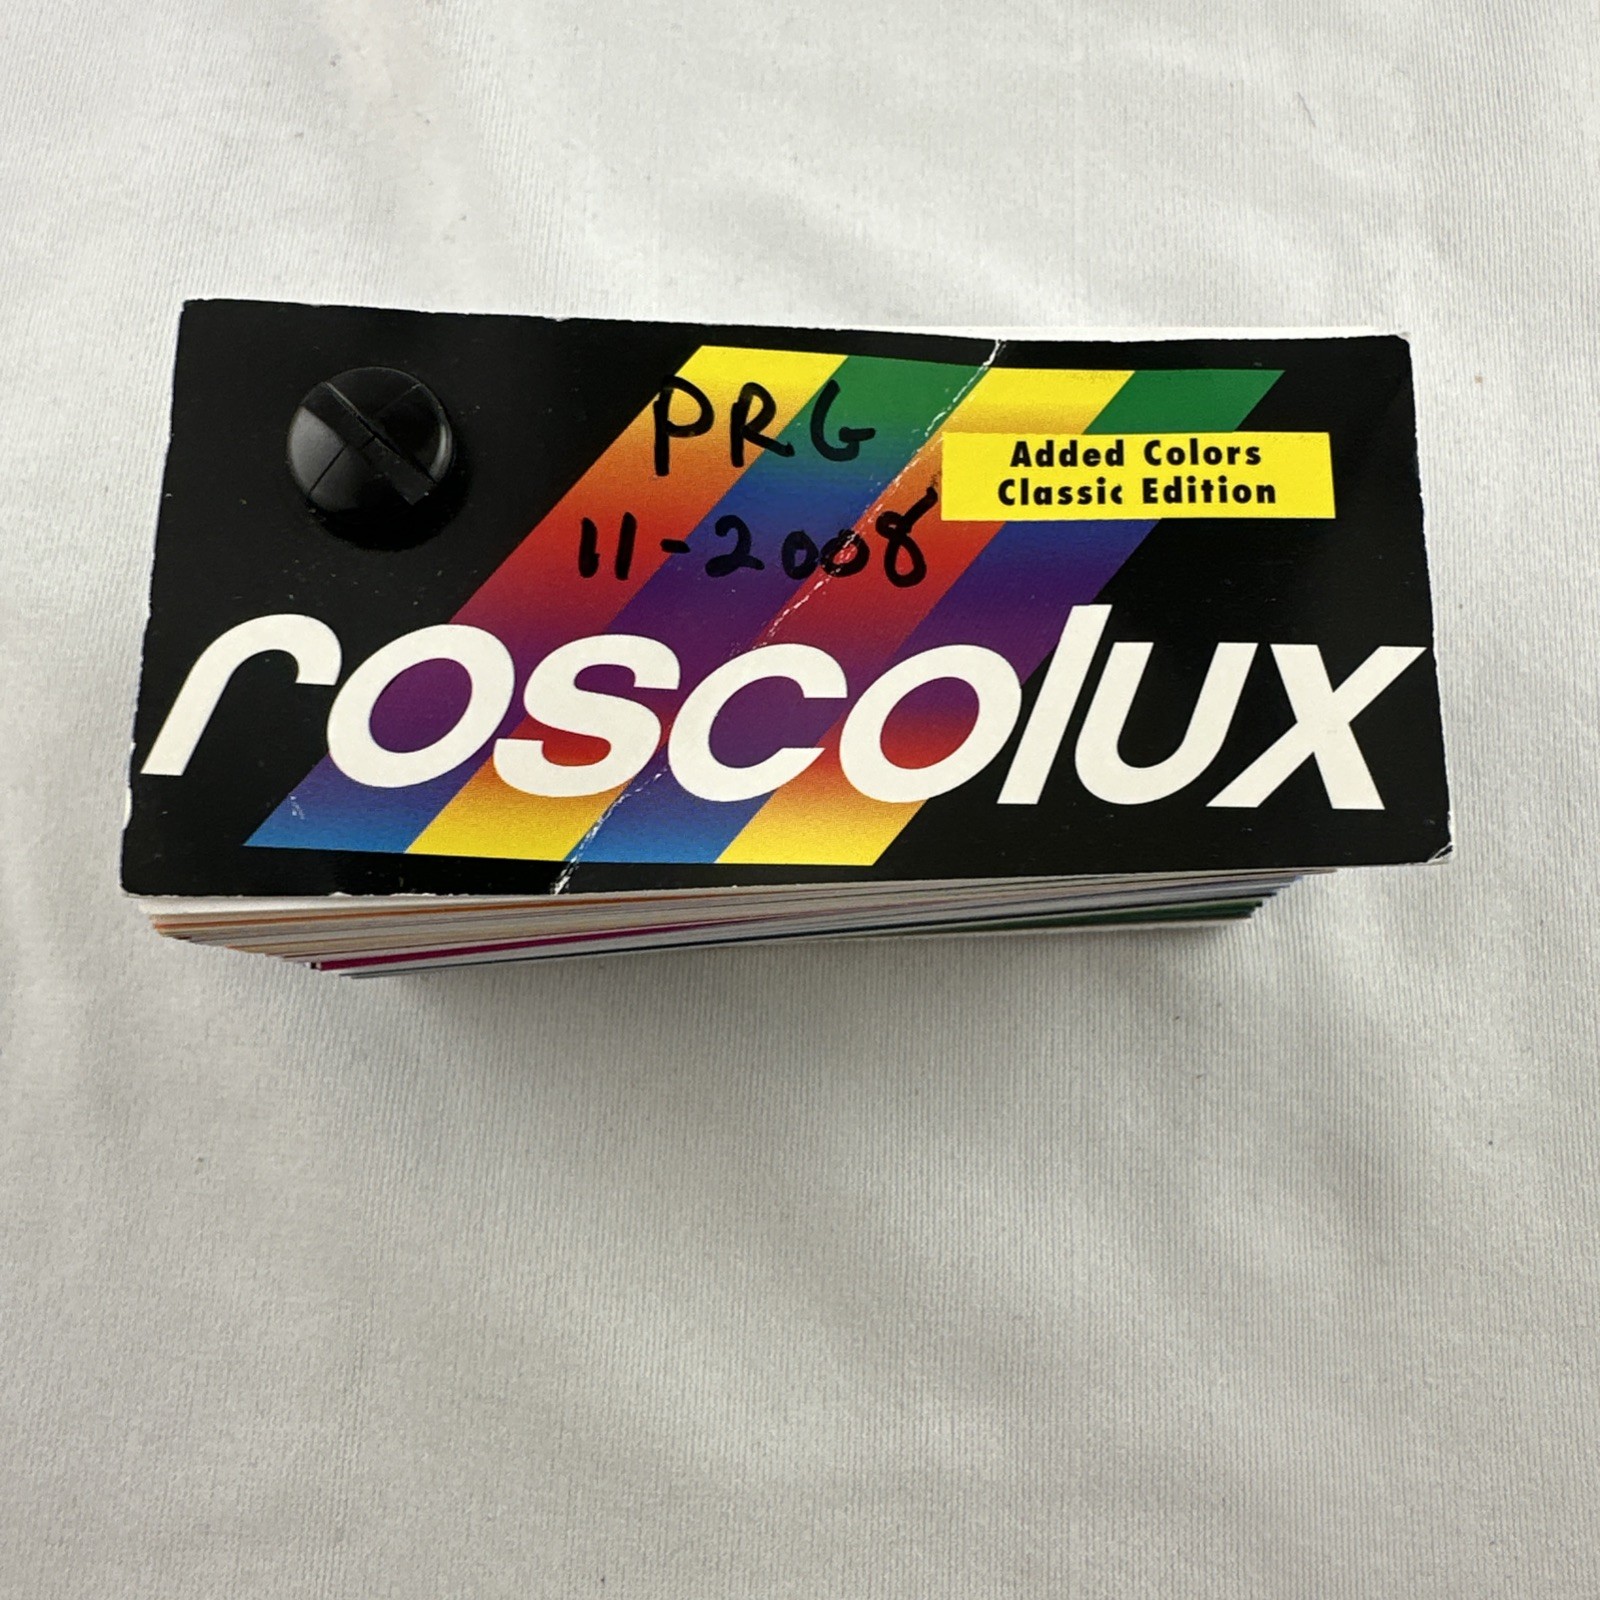 PRG
11-2008
Added Colors
Classic Edition
roscolux